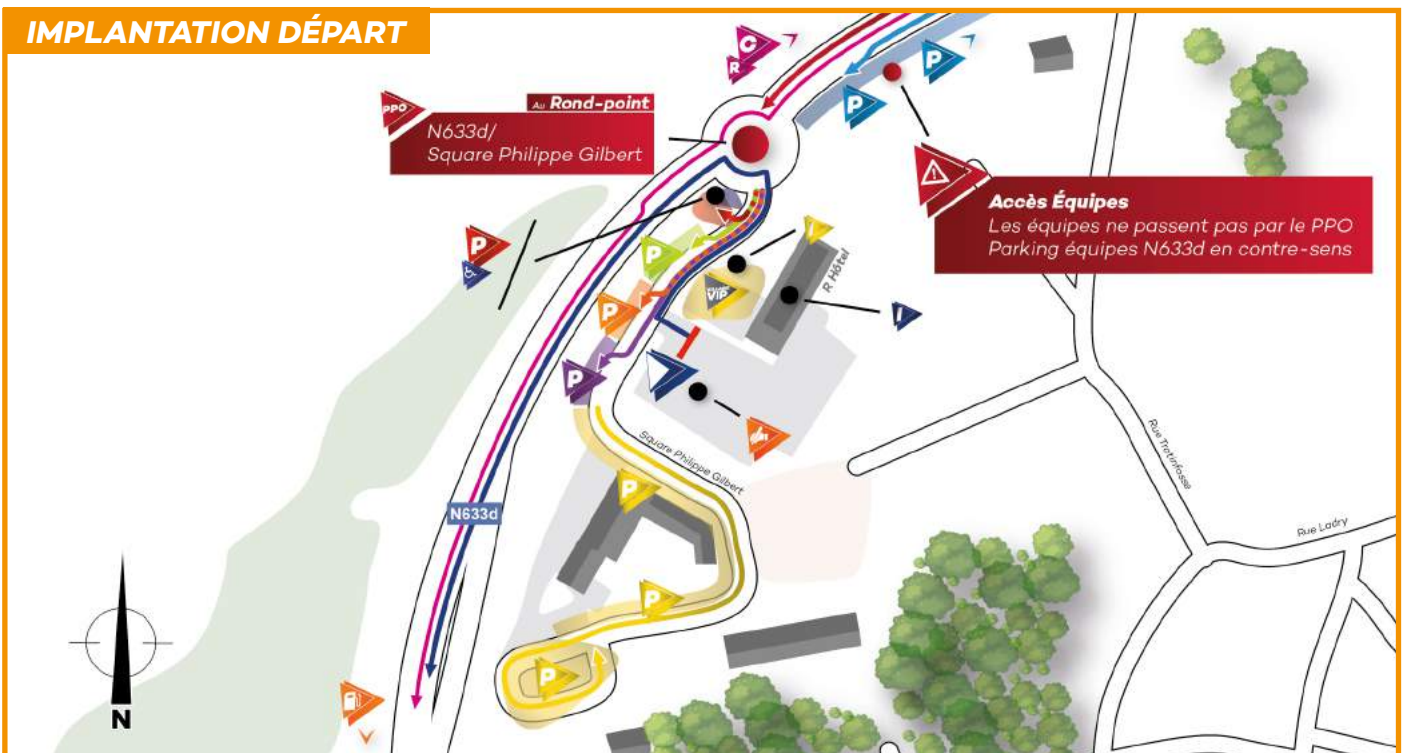 IMPLANTATION DÉPART
C
R
P
P
PPO
Au Rond-point
N633d/
Square Philippe Gilbert
Accès Équipes
Les équipes ne passent pas par le PPO
Parking équipes N633d en contre-sens
P
P
V
VIP
R Hôtel
P
I
P
Square Philippe Gilbert
Rue Trotinfosse
P
N633d
Rue Ladry
P
P
N